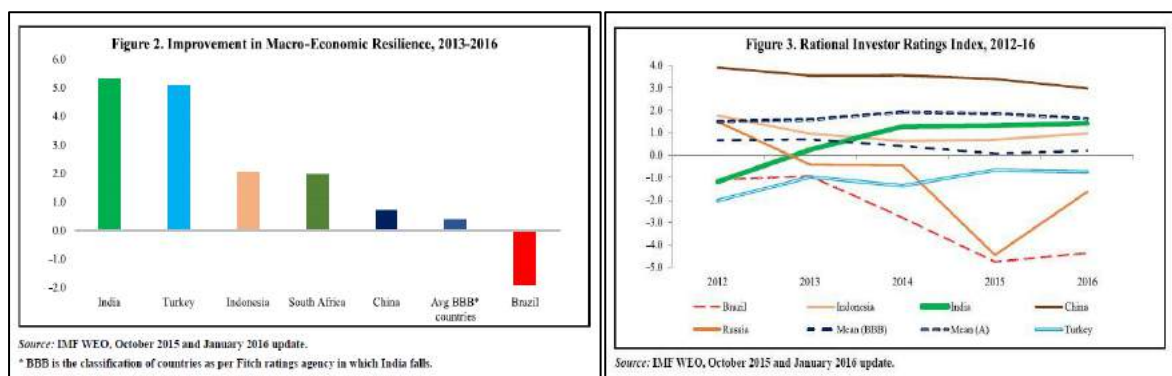 Figure 2. Improvement in Macro-Economic Resilience, 2013-2016
6.0
5.0
4.0
3.0
2.0
1.0
0.0
-1.0
-2.0
India
Turkey
Indonesia
South Africa
China
Avg BBB*
countries
Brazil
Source: IMF WEO, October 2015 and January 2016 update.
* BBB is the classification of countries as per Fitch ratings agency in which India falls.
Figure 3. Rational Investor Ratings Index, 2012-16
4.0
3.0
2.0
1.0
0.0
-1.0
-2.0
-3.0
-4.0
-5.0
2012
2013
2014
2015
2016
Brazil
Indonesia
India
China
Russia
Mean (BBB)
Mean (A)
Turkey
Source: IMF WEO, October 2015 and January 2016 update.